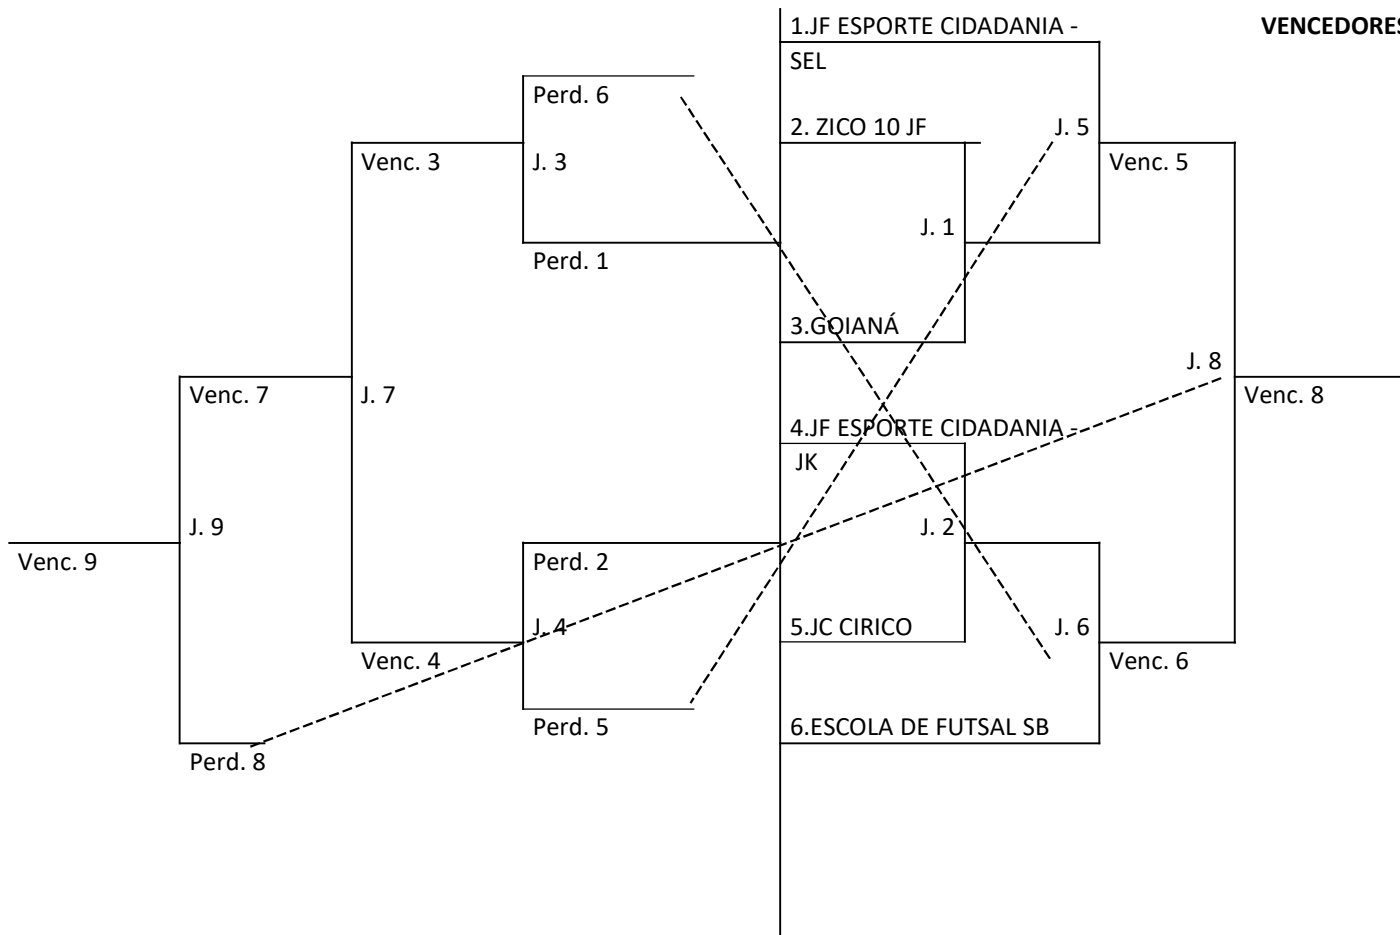 1.JF ESPORTE CIDADANIA -
SEL
VENCEDORES
Perd. 6
2. ZICO 10 JF
J. 5
Venc. 3
J. 3
Venc. 5
J. 1
Perd. 1
3.GOIANÁ
J. 8
Venc. 7
J. 7
Venc. 8
4.JF ESPORTE CIDADANIA -
JK
J. 9
J. 2
Venc. 9
Perd. 2
J. 4
5.JC CIRICO
J. 6
Venc. 4
Venc. 6
Perd. 5
6.ESCOLA DE FUTSAL SB
Perd. 8